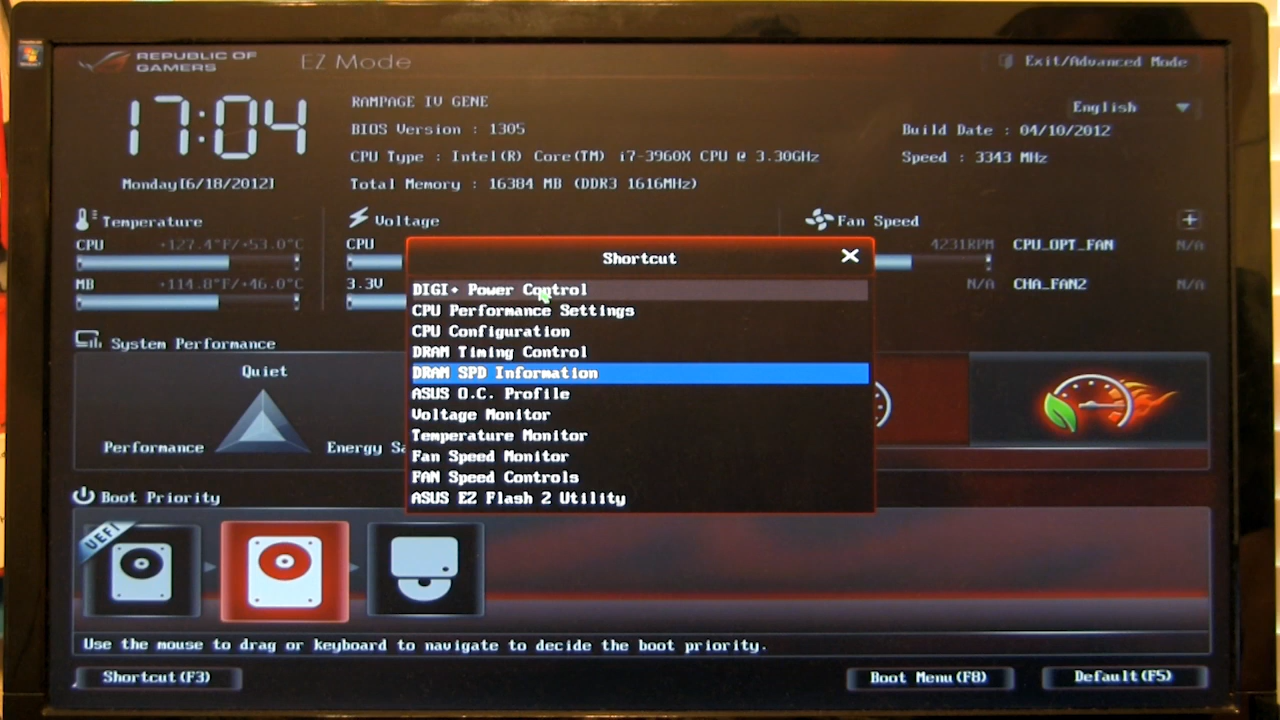 REPUBLIC OF
GAMERS
EZ Mode
Exit/Advanced Mode
17:04
Monday[6/18/2012]
RAMPAGE IV GENE
BIOS Version : 1305
CPU Type : Intel(R) Core(TM) i7-3960X CPU @ 3.30GHz
Total Memory : 16384 MB (DDR3 1616MHz)
English
Build Date : 04/10/2012
Speed : 3343 MHz
Temperature
CPU +127.4°F/+53.0°C
MB +114.8°F/+46.0°C
Voltage
CPU
3.3V
Fan Speed
4231RPM CPU_OPT_FAN N/A
N/A CHA_FAN2 N/A
Shortcut
DIGI+ Power Control
CPU Performance Settings
CPU Configuration
DRAM Timing Control
DRAM SPD Information
ASUS O.C. Profile
Voltage Monitor
Temperature Monitor
Fan Speed Monitor
FAN Speed Controls
ASUS EZ Flash 2 Utility
System Performance
Quiet
Performance
Energy Sa
Boot Priority
UEFI
Use the mouse to drag or keyboard to navigate to decide the boot priority.
Shortcut(F3)
Boot Menu(F8)
Default(F5)